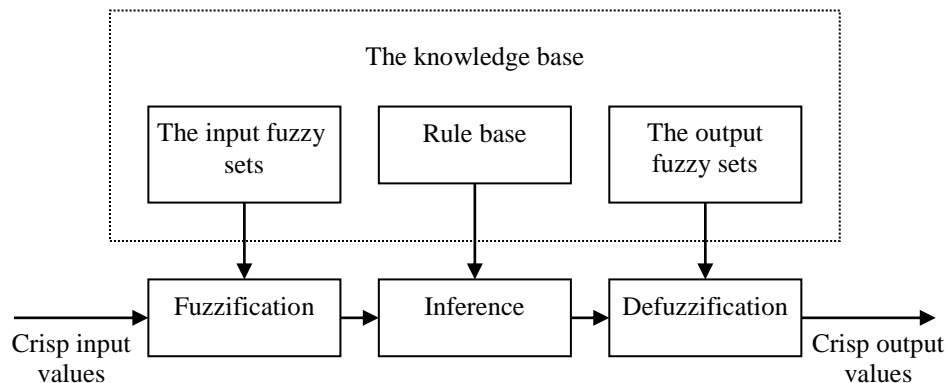 The knowledge base
The input fuzzy
sets
Rule base
The output
fuzzy sets
Fuzzification
Inference
Defuzzification
Crisp input
values
Crisp output
values